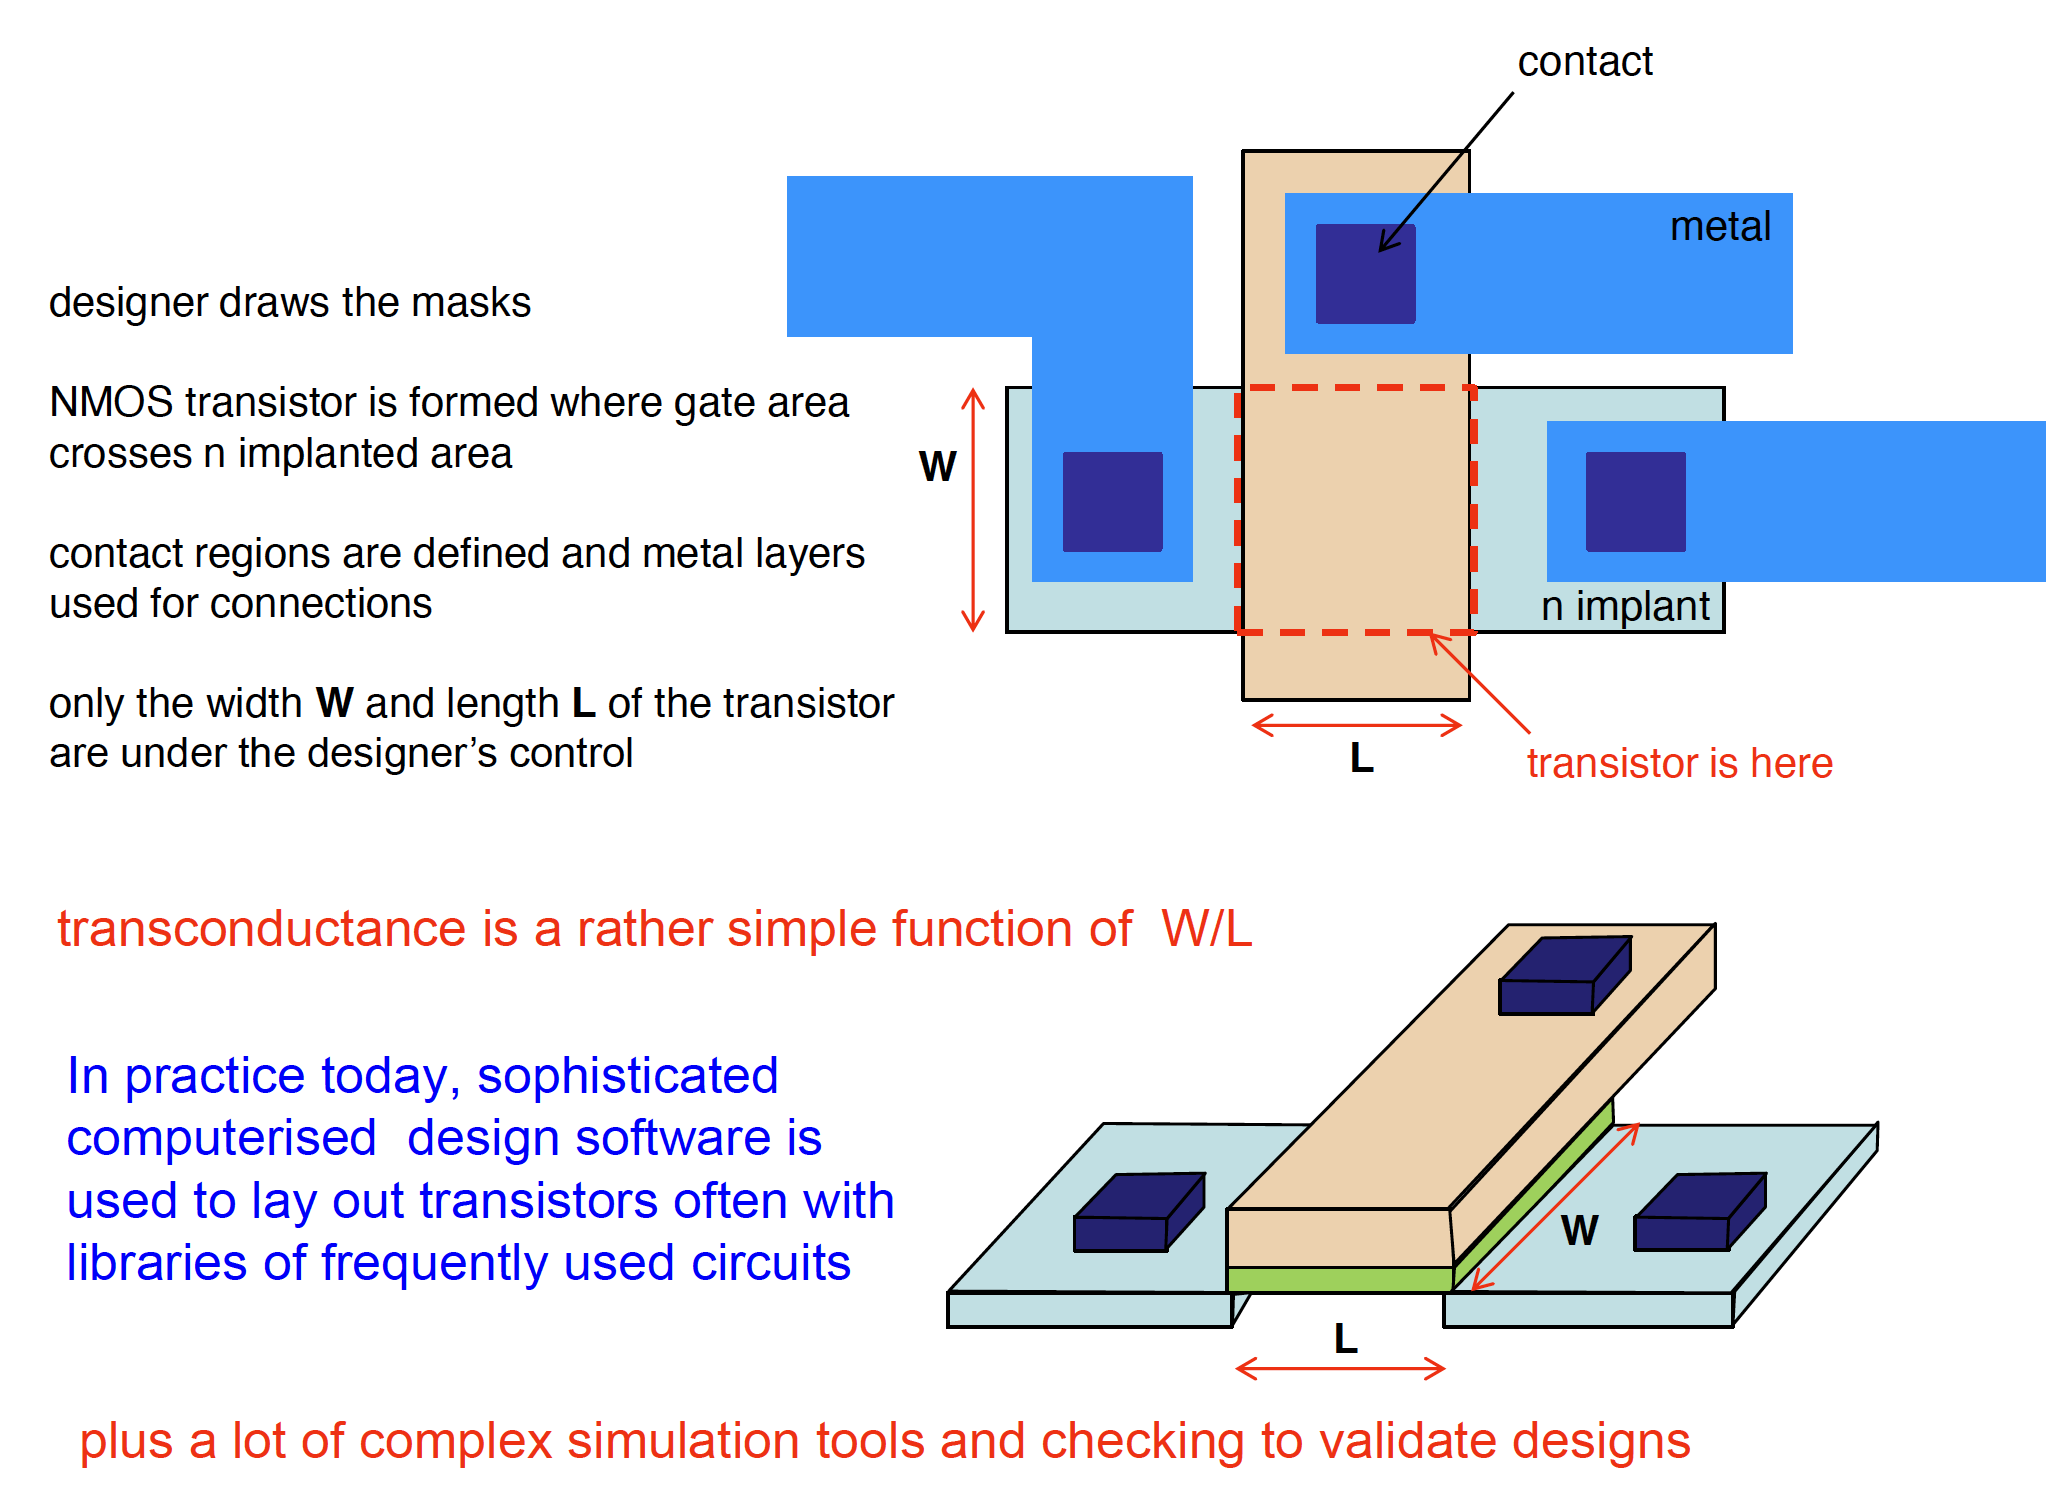 contact
metal
designer draws the masks
NMOS transistor is formed where gate area
crosses n implanted area
W
contact regions are defined and metal layers
used for connections
n implant
only the width W and length L of the transistor
are under the designer’s control
L
transistor is here
transconductance is a rather simple function of  W/L
In practice today, sophisticated
computerised  design software is
used to lay out transistors often with
libraries of frequently used circuits
W
L
plus a lot of complex simulation tools and checking to validate designs